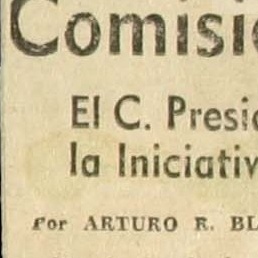 Comisi
El C. Presi
la Iniciativ
Por ARTURO R. BL